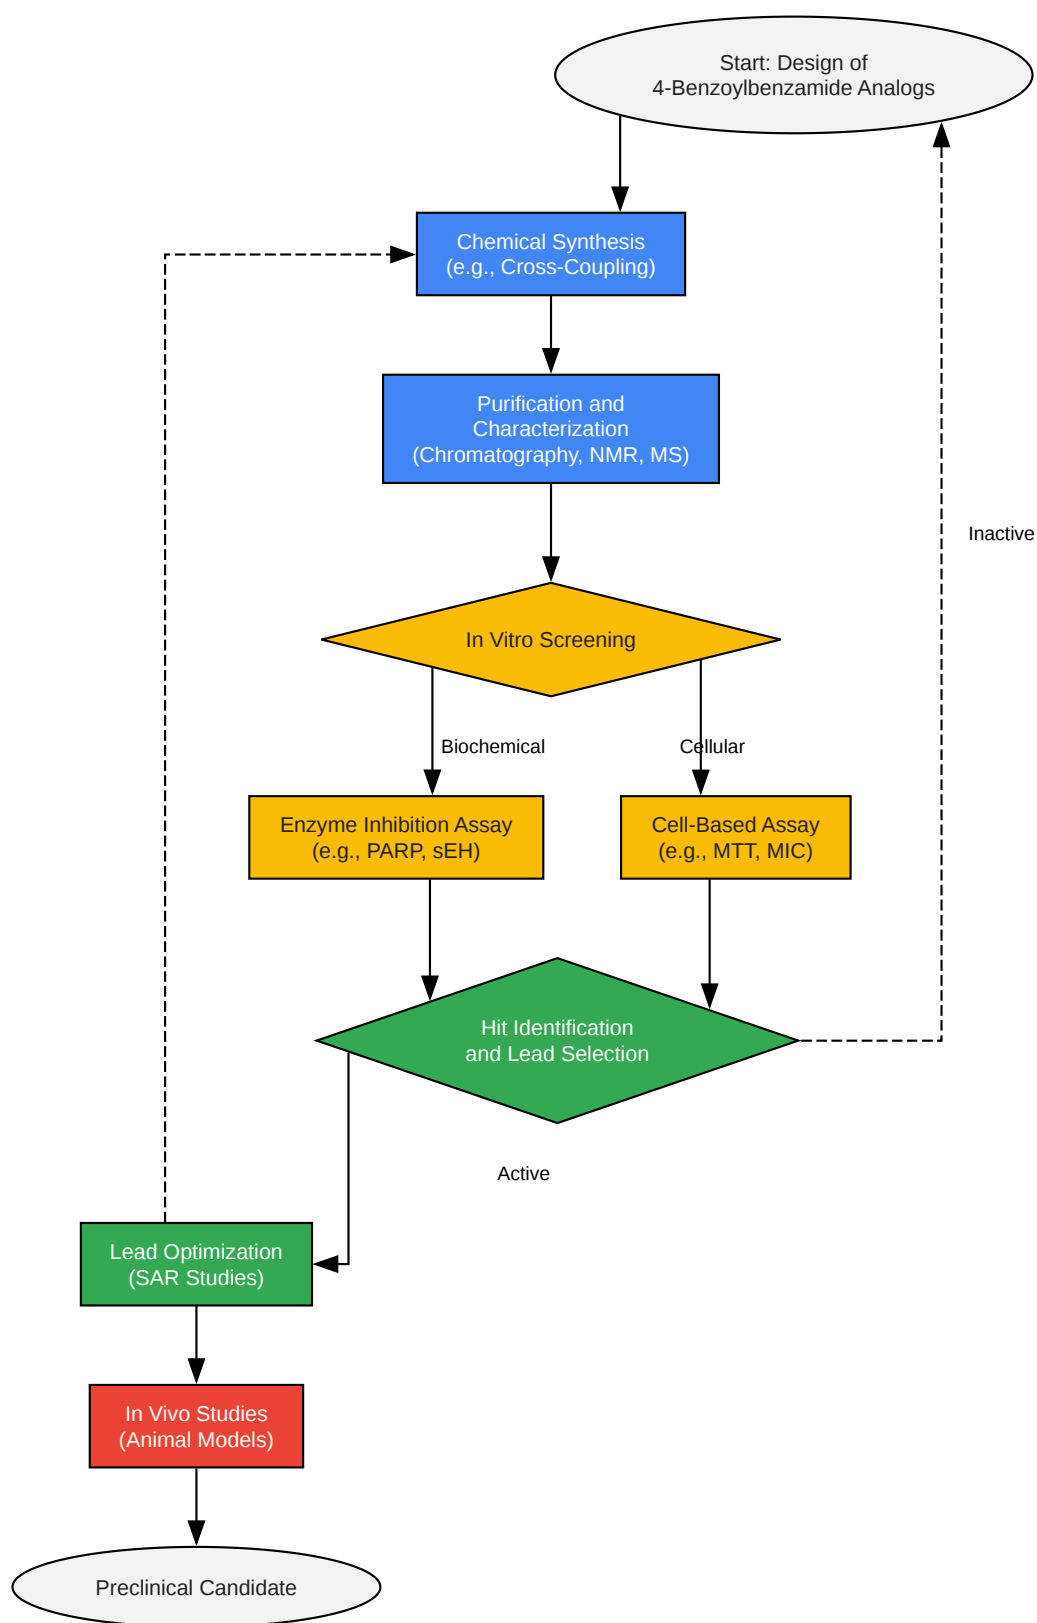 Start: Design of
4-Benzoylbenzamide Analogs
Chemical Synthesis
(e.g., Cross-Coupling)
Purification and
Characterization
(Chromatography, NMR, MS)
Inactive
In Vitro Screening
Biochemical
Cellular
Enzyme Inhibition Assay
(e.g., PARP, sEH)
Cell-Based Assay
(e.g., MTT, MIC)
Hit Identification
and Lead Selection
Active
Lead Optimization
(SAR Studies)
In Vivo Studies
(Animal Models)
Preclinical Candidate